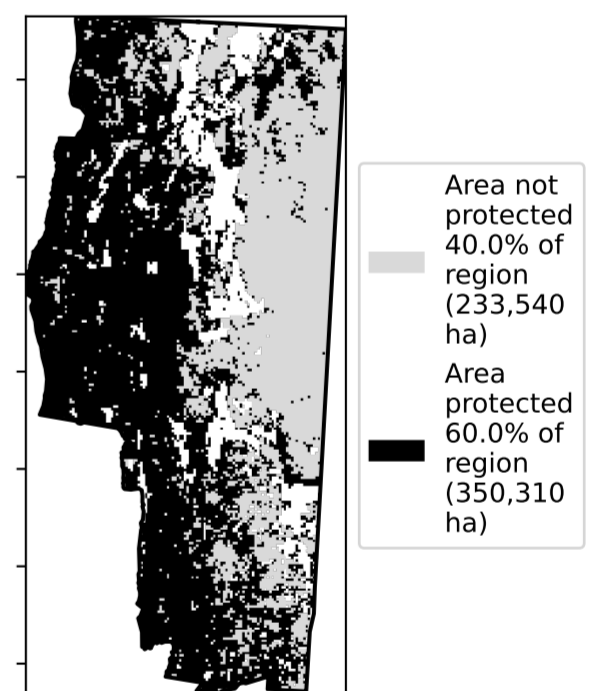 Area not
protected
40.0% of
region
(233,540
ha)
Area
protected
60.0% of
region
(350,310
ha)